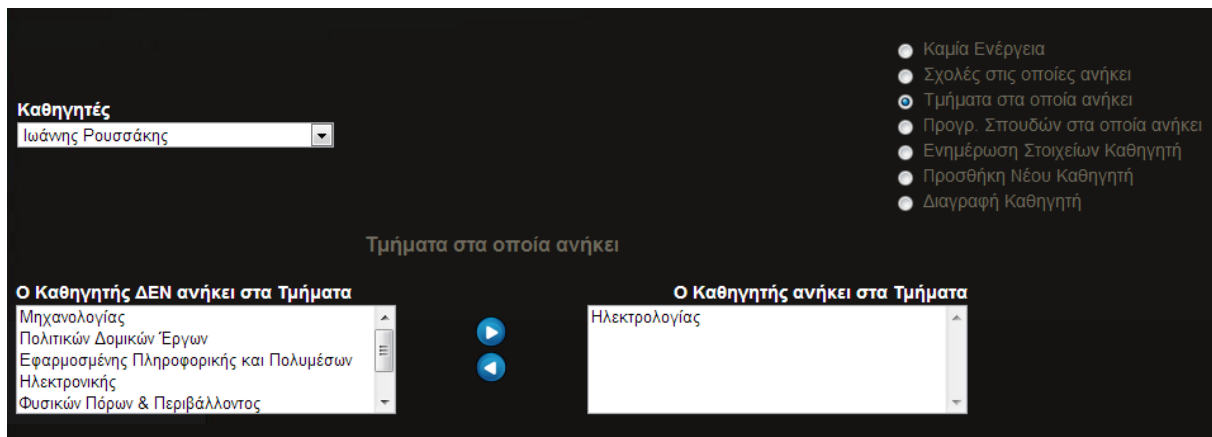 Καμία Ενέργεια
Σχολές στις οποίες ανήκει
Τμήματα στα οποία ανήκει
Προγρ. Σπουδών στα οποία ανήκει
Ενημέρωση Στοιχείων Καθηγητή
Προσθήκη Νέου Καθηγητή
Διαγραφή Καθηγητή
Καθηγητές
Ιωάννης Ρουσσάκης
Τμήματα στα οποία ανήκει
Ο Καθηγητής ΔΕΝ ανήκει στα Τμήματα
Μηχανολογίας
Πολιτικών Δομικών Έργων
Εφαρμοσμένης Πληροφορικής και Πολυμέσων
Ηλεκτρονικής
Φυσικών Πόρων & Περιβάλλοντος
Ο Καθηγητής ανήκει στα Τμήματα
Ηλεκτρολογίας